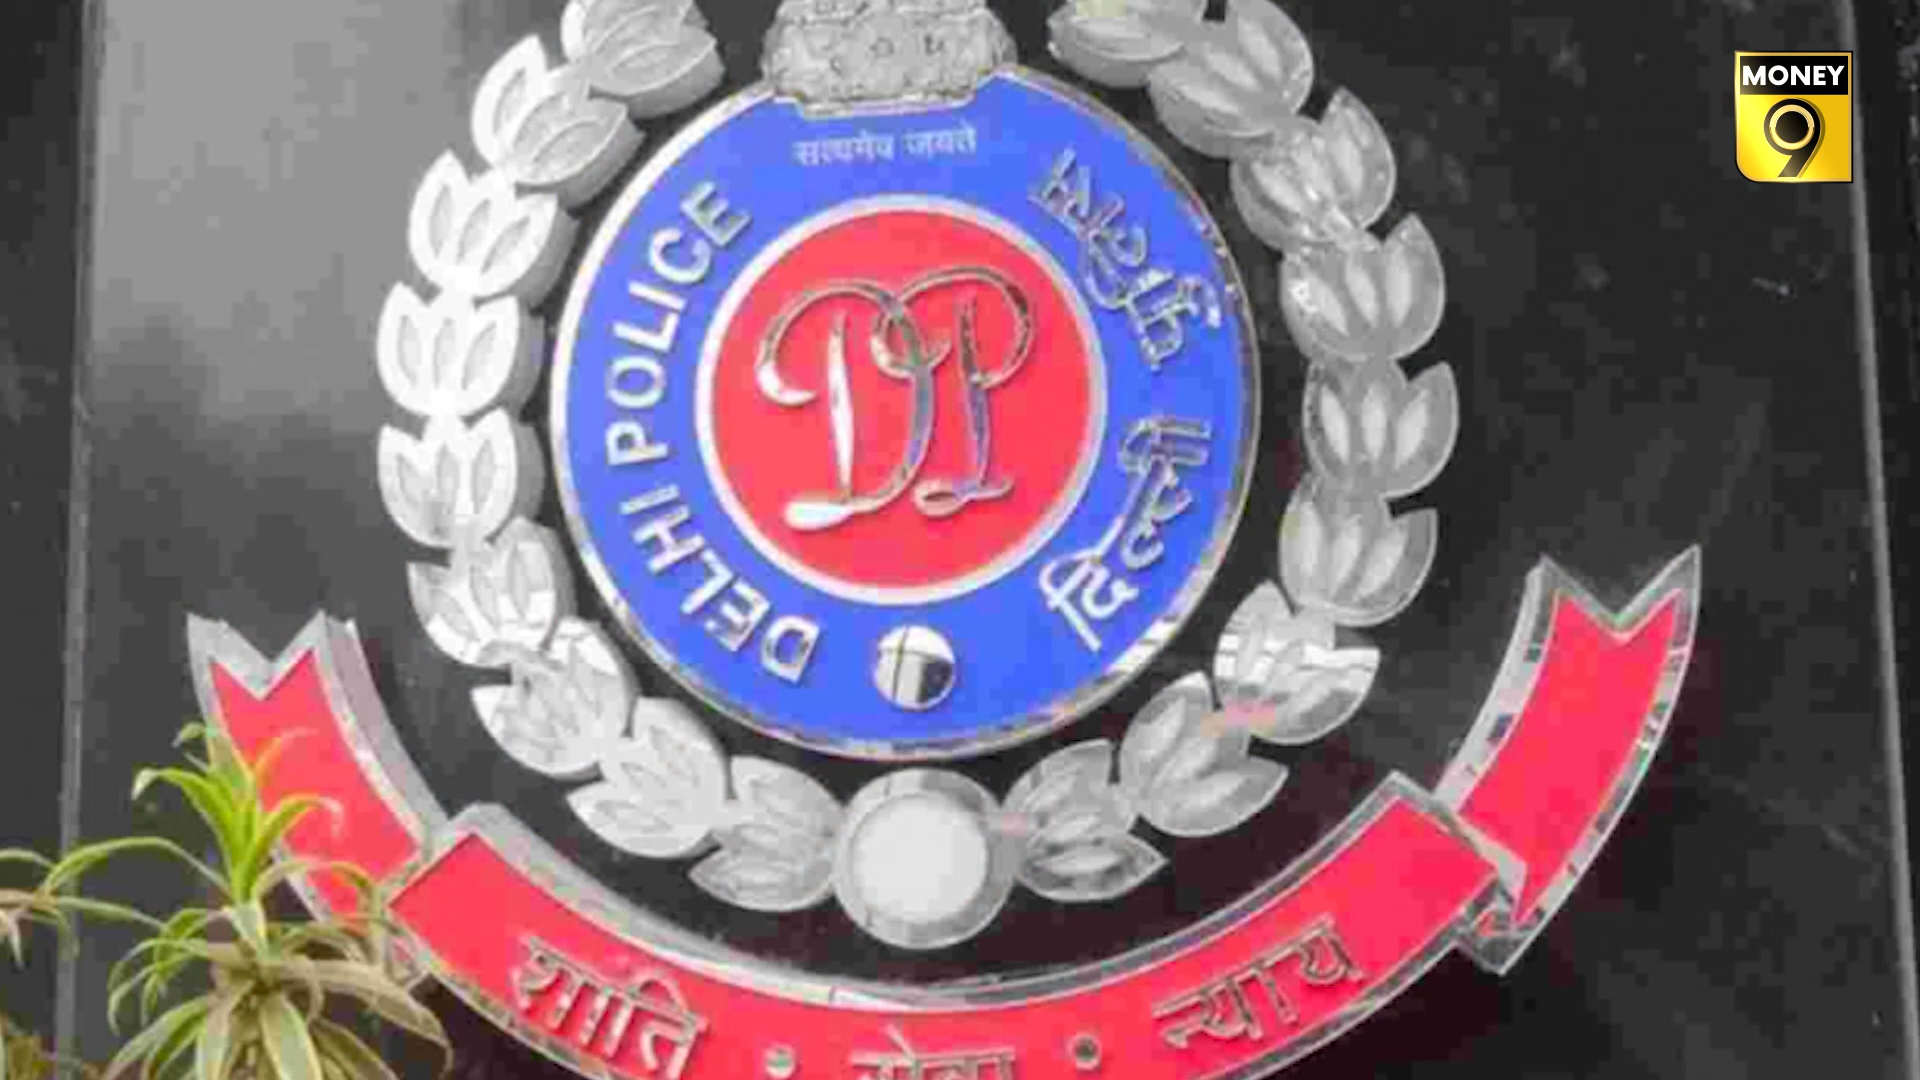 MONEY
9
सत्यमेव जयते
DELHI POLICE
दिल्ली पुलिस
DP
शांति • सेवा • न्याय